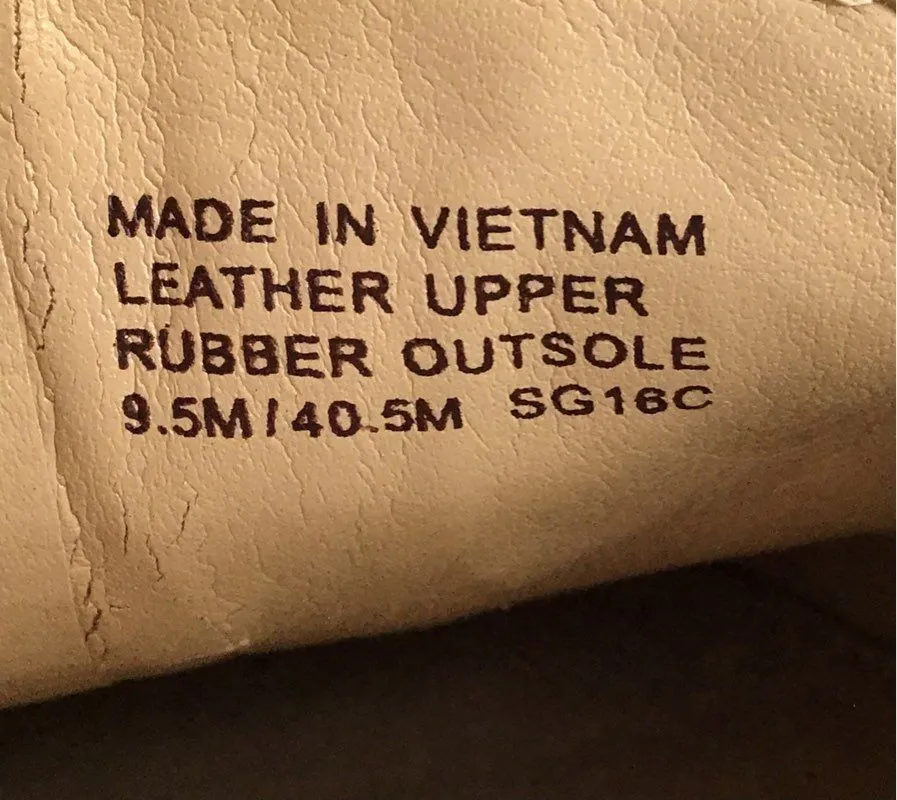 MADE IN VIETNAM
LEATHER UPPER
RUBBER OUTSOLE
9.5M/40.5M SG16C